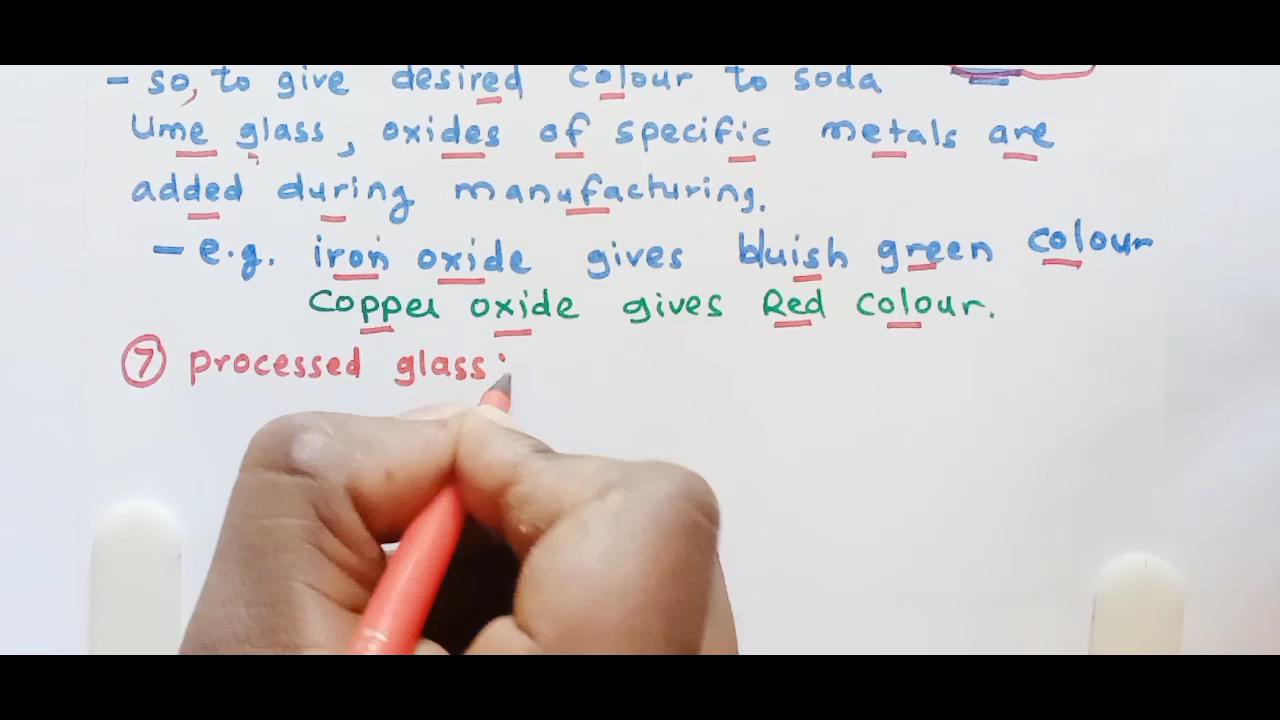 - so, to give desired colour to soda
lime glass, oxides of specific metals are
added during manufacturing.
- e.g. iron oxide gives bluish green colour
Copper oxide gives Red colour.
⑦ processed glass: